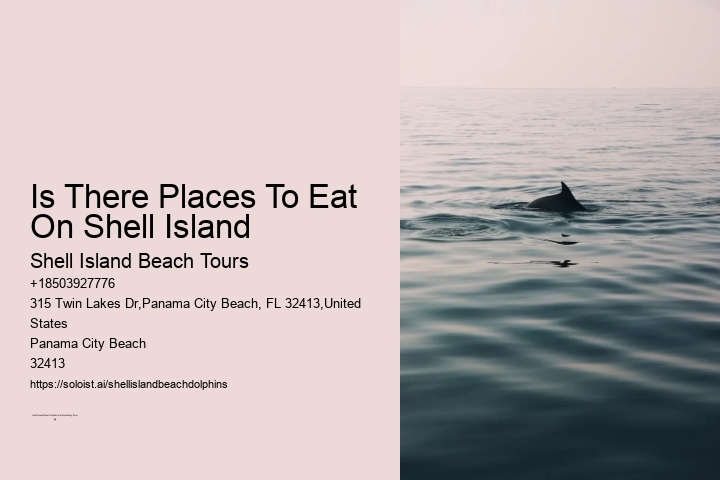 Is There Places To Eat
On Shell Island
Shell Island Beach Tours
+18503927776
315 Twin Lakes Dr,Panama City Beach, FL 32413,United
States
Panama City Beach
32413
https://soloist.ai/shellislandbeachdolphins